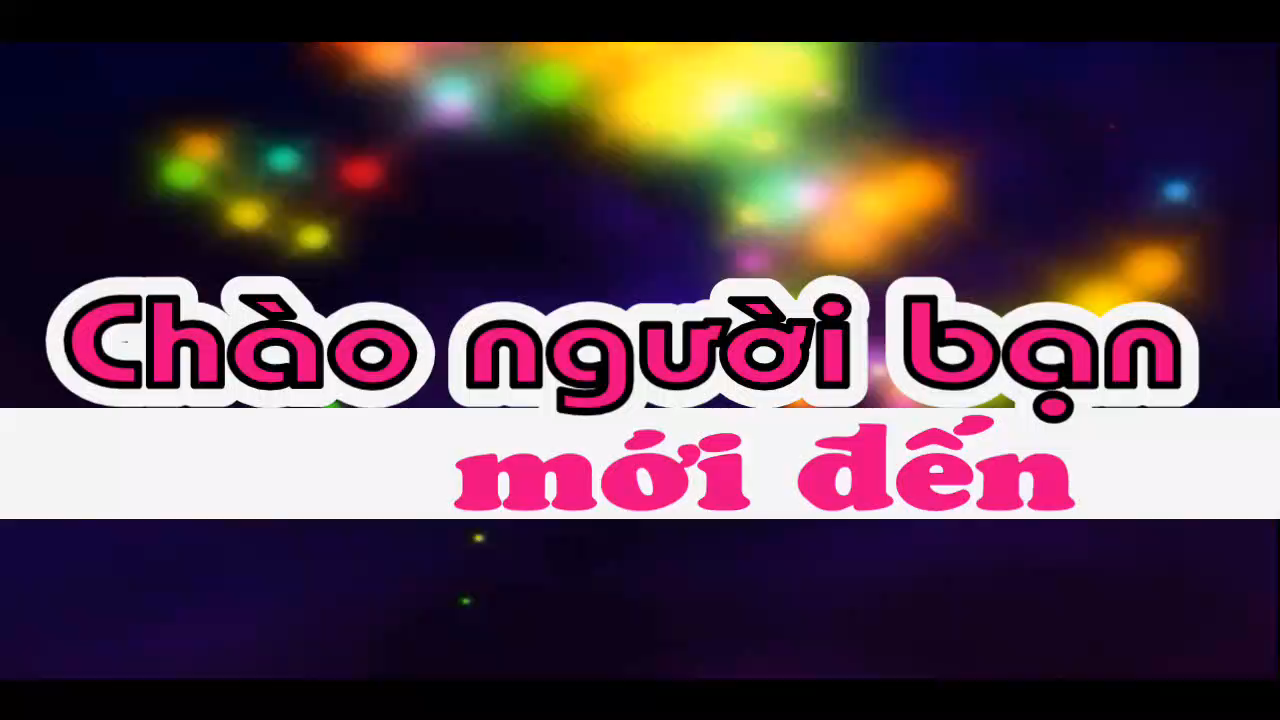 Chào người bạn
mới đến